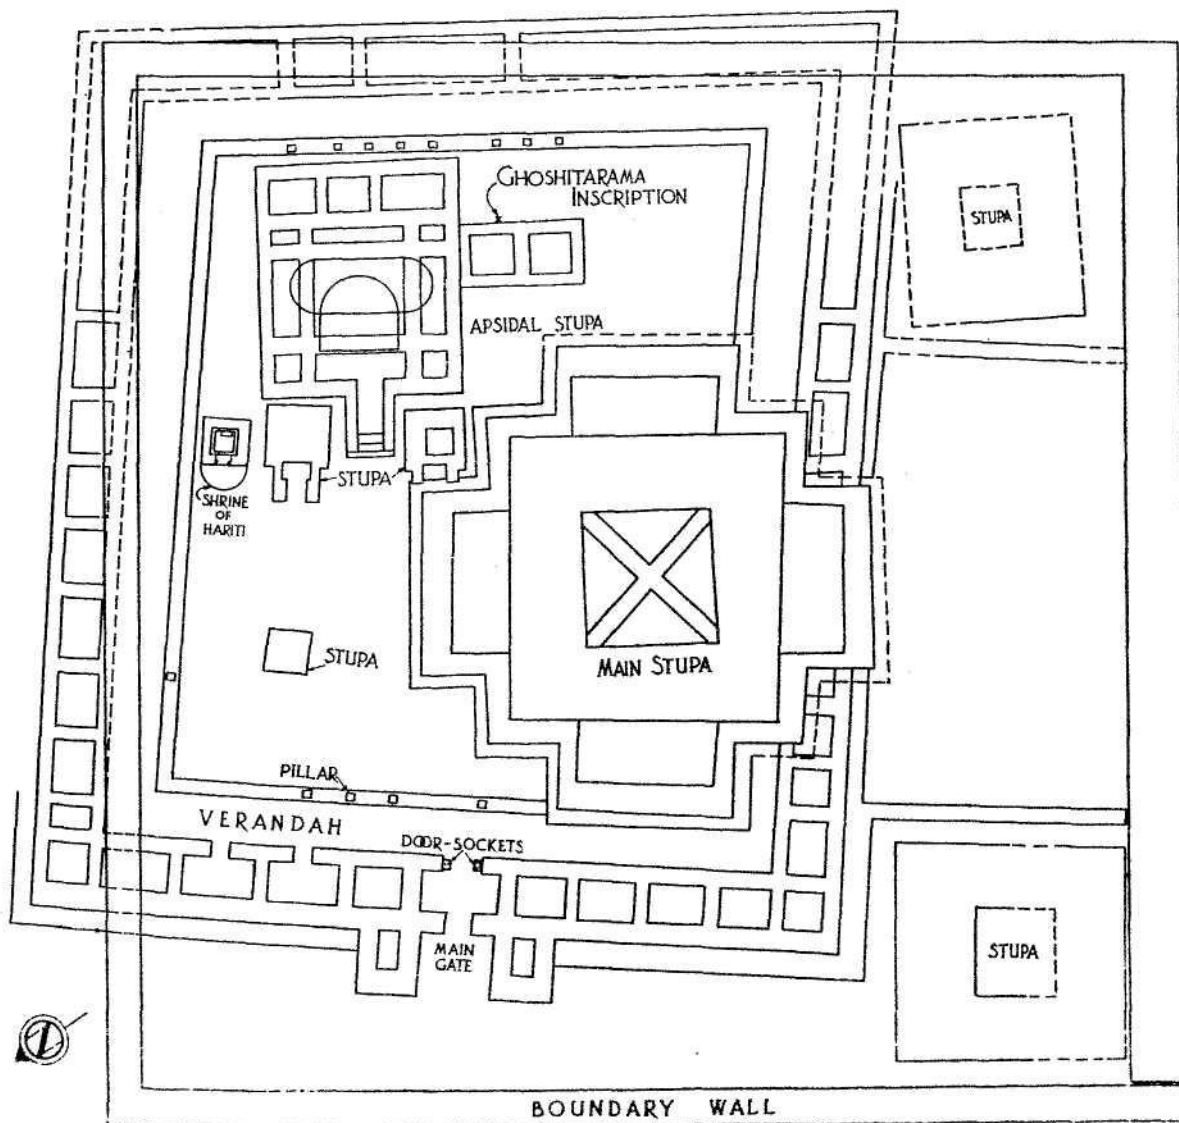 GHOSHITARAMA
INSCRIPTION
STUPA
APSIDAL STUPA
STUPA
SHRINE
OF
HARITI
STUPA
MAIN STUPA
PILLAR
VERANDAH
DOOR-SOCKETS
MAIN
GATE
STUPA
BOUNDARY WALL